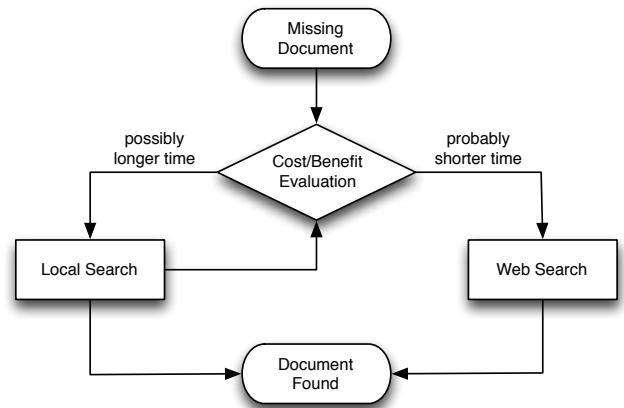 Missing
Document
possibly
longer time
Cost/Benefit
Evaluation
probably
shorter time
Local Search
Web Search
Document
Found